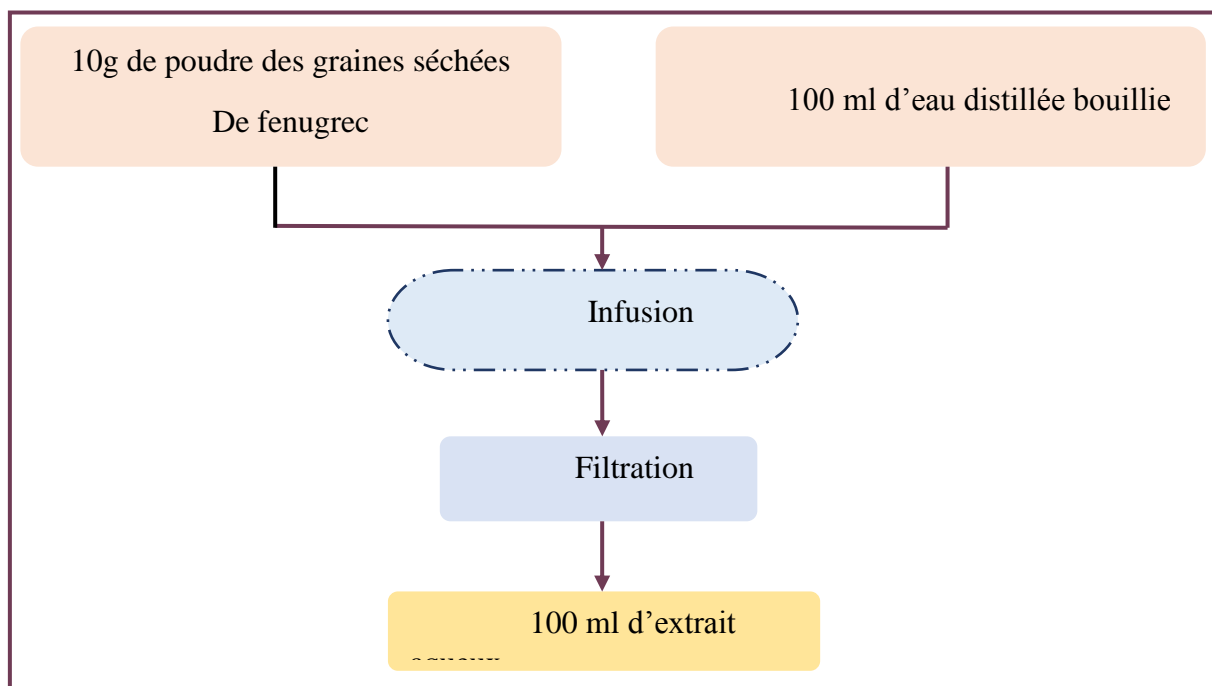 10g de poudre des graines séchées
De fenugrec
100 ml d’eau distillée bouillie
Infusion
Filtration
100 ml d’extrait